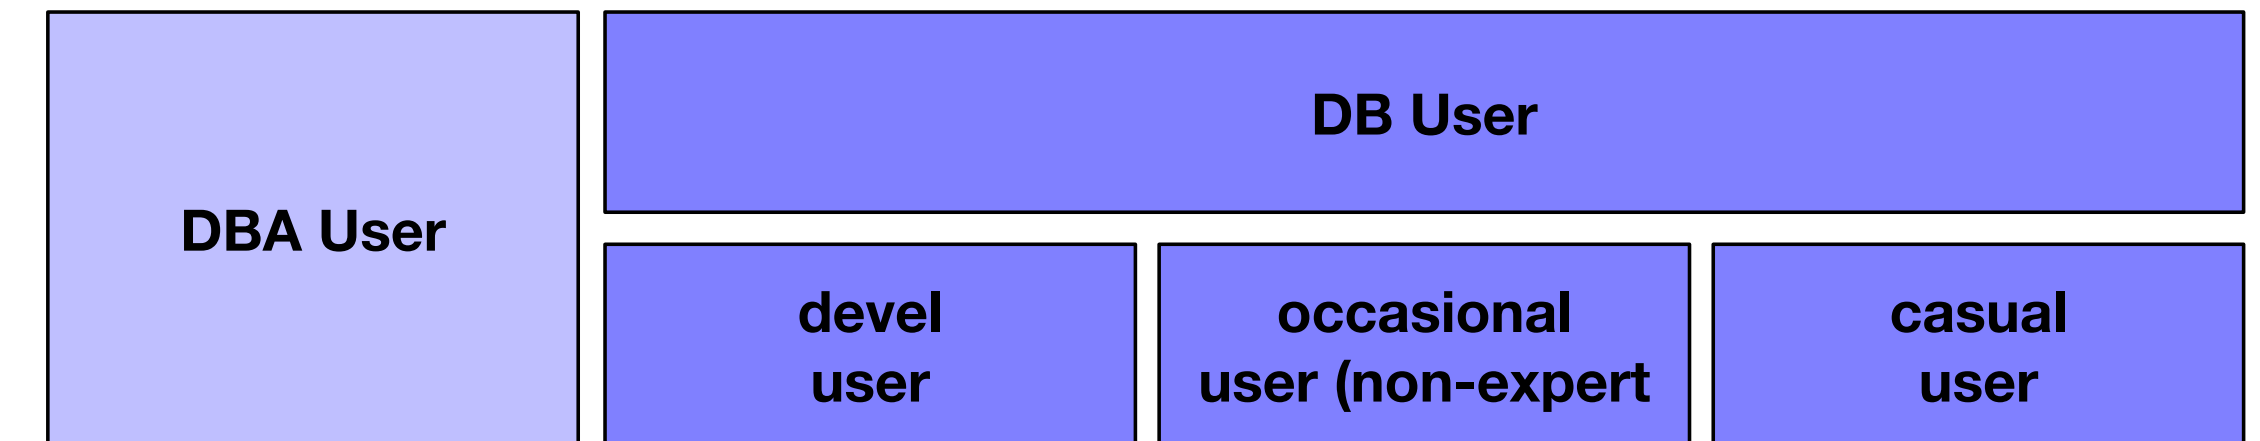 DBA User
DB User
devel
user
occasional
user (non-expert
casual
user